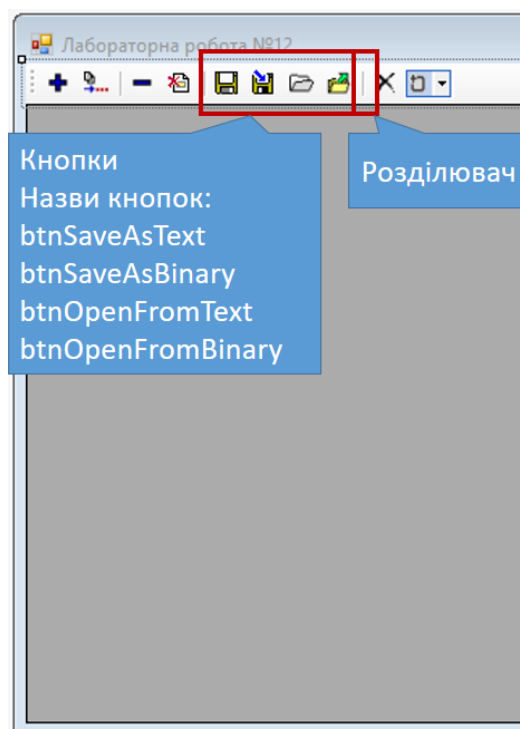 Лабораторна робота №12
Кнопки
Назви кнопок:
btnSaveAsText
btnSaveAsBinary
btnOpenFromText
btnOpenFromBinary
Розділювач